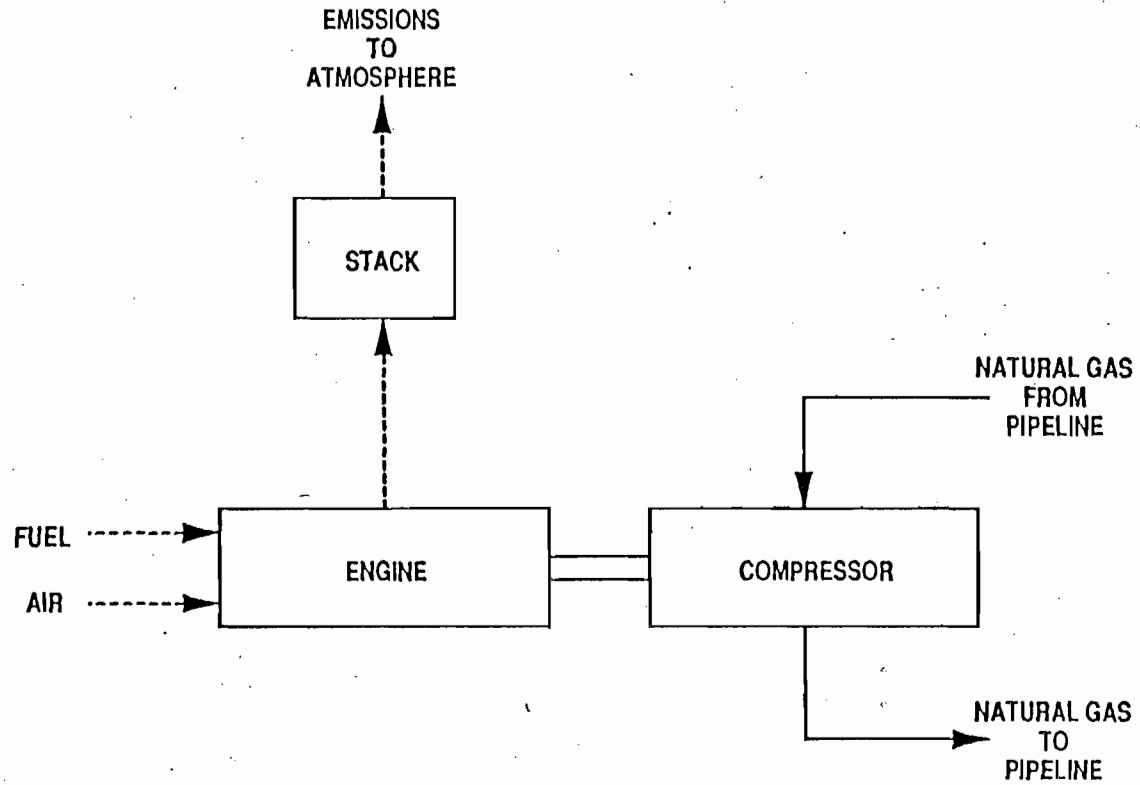 EMISSIONS
TO
ATMOSPHERE
STACK
NATURAL GAS
FROM
PIPELINE
FUEL
ENGINE
COMPRESSOR
AIR
NATURAL GAS
TO
PIPELINE